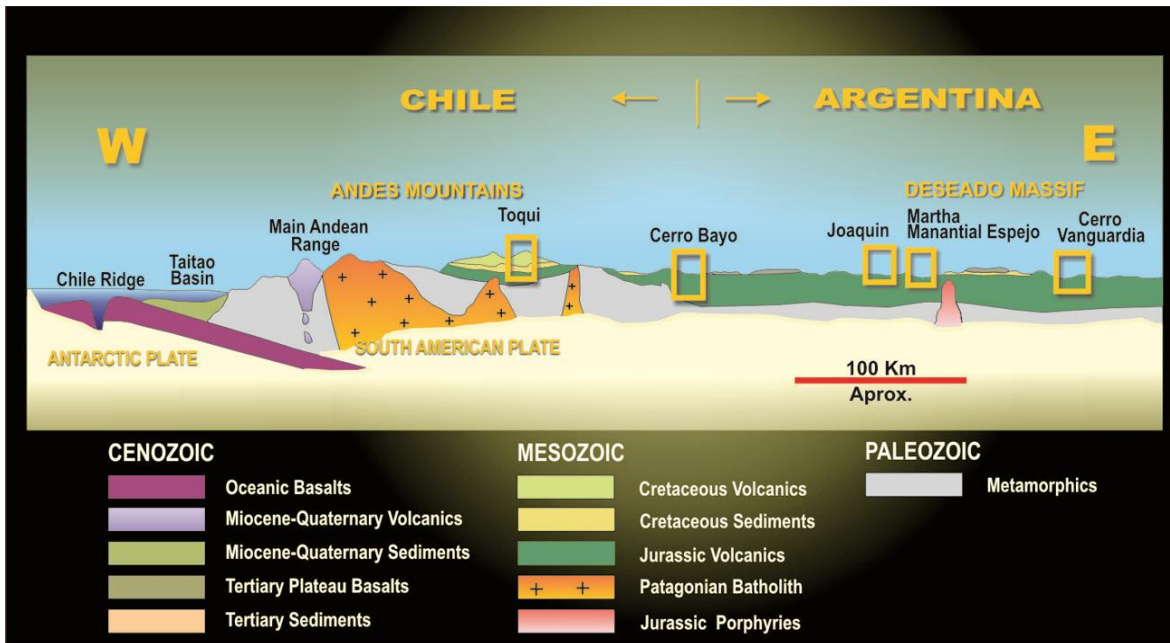 CHILE
ARGENTINA
W
E
ANDES MOUNTAINS
DESEADO MASSIF
Chile Ridge
Taitao
Basin
Main Andean
Range
Toqui
Cerro Bayo
Joaquin
Martha
Manantial Espejo
Cerro
Vanguardia
ANTARCTIC PLATE
SOUTH AMERICAN PLATE
100 Km
Aprox.
CENOZOIC
Oceanic Basalts
Miocene-Quaternary Volcanics
Miocene-Quaternary Sediments
Tertiary Plateau Basalts
Tertiary Sediments
MESOZOIC
Cretaceous Volcanics
Cretaceous Sediments
Jurassic Volcanics
Patagonian Batholith
Jurassic Porphyries
PALEOZOIC
Metamorphics